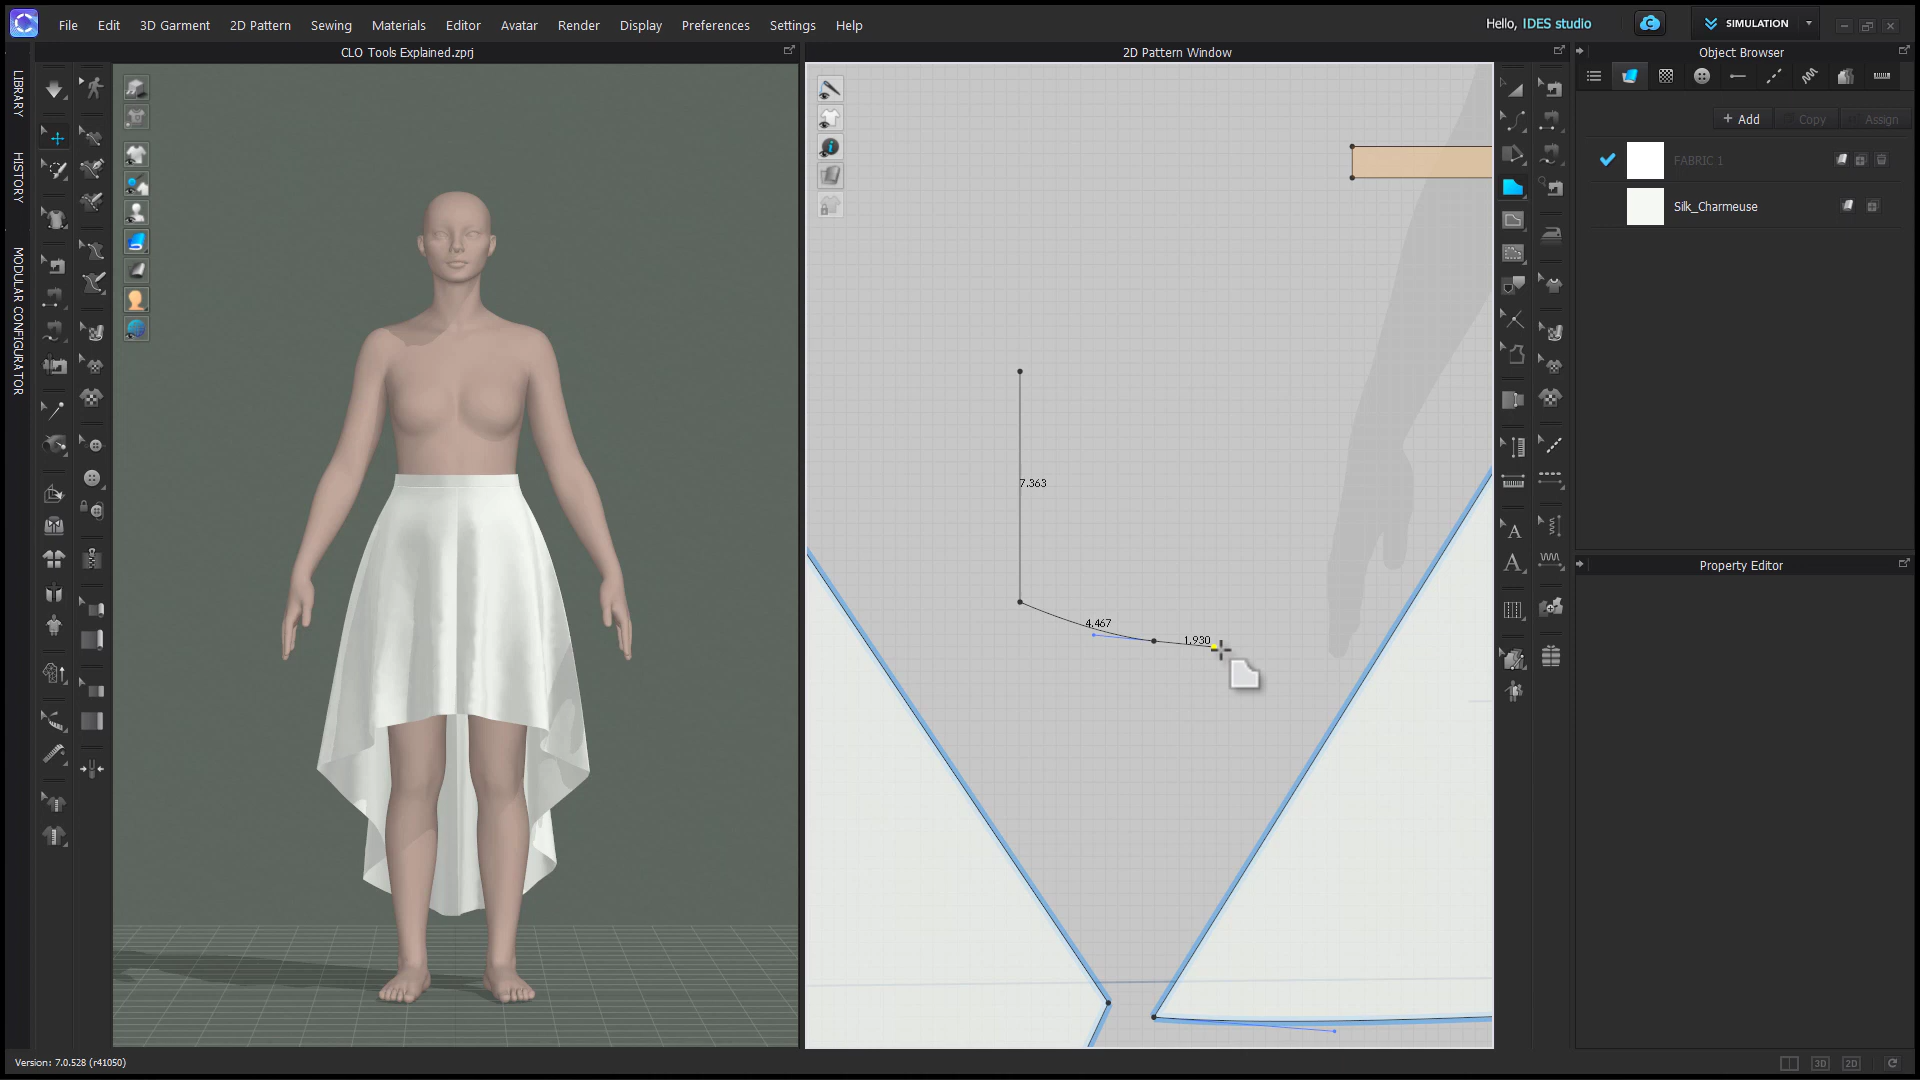 File Edit 3D Garment 2D Pattern Sewing Materials Editor Avatar Render Display Preferences Settings Help
Hello, IDES studio
SIMULATION
CLO Tools Explained.zprj
2D Pattern Window
Object Browser
LIBRARY
HISTORY
MODULAR CONFIGURATOR
+ Add
Copy
Assign
FABRIC 1
Silk_Charmeuse
7.363
4.467
1.930
A
A
Property Editor
Version: 7.0.528 (r41050)
3D
2D